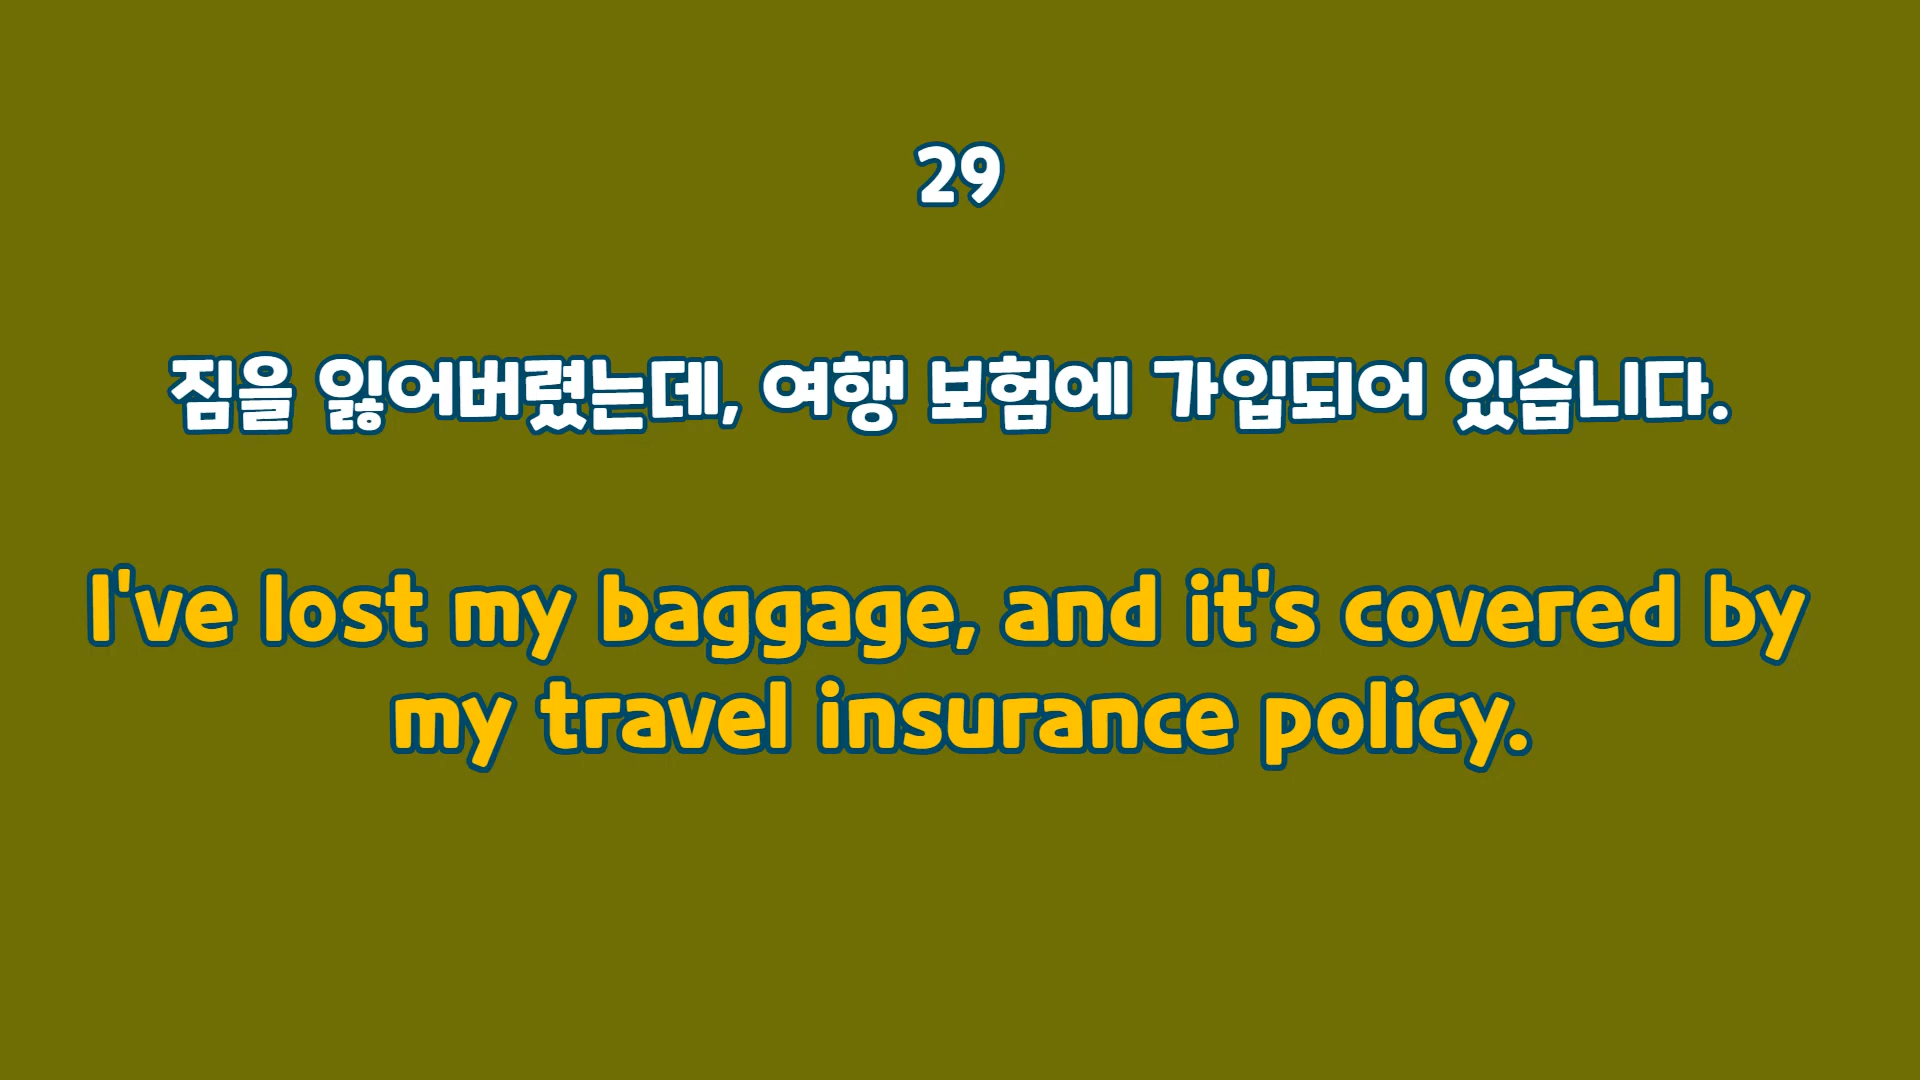 29
짐을 잃어버렸는데, 여행 보험에 가입되어 있습니다.
I've lost my baggage, and it's covered by
my travel insurance policy.